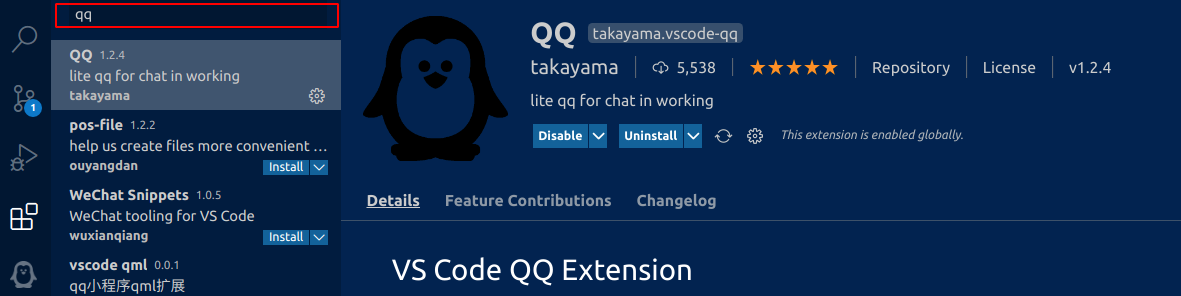 qq
QQ 1.2.4
lite qq for chat in working
takayama
pos-file 1.2.2
help us create files more convenient …
ouyangdan Install
WeChat Snippets 1.0.5
WeChat tooling for VS Code
wuxianqiang Install
vscode qml 0.0.1
qq小程序qml扩展
1
QQ takayama.vscode-qq
takayama 5,538 ★★★★★ Repository License v1.2.4
lite qq for chat in working
Disable Uninstall This extension is enabled globally.
Details Feature Contributions Changelog
VS Code QQ Extension